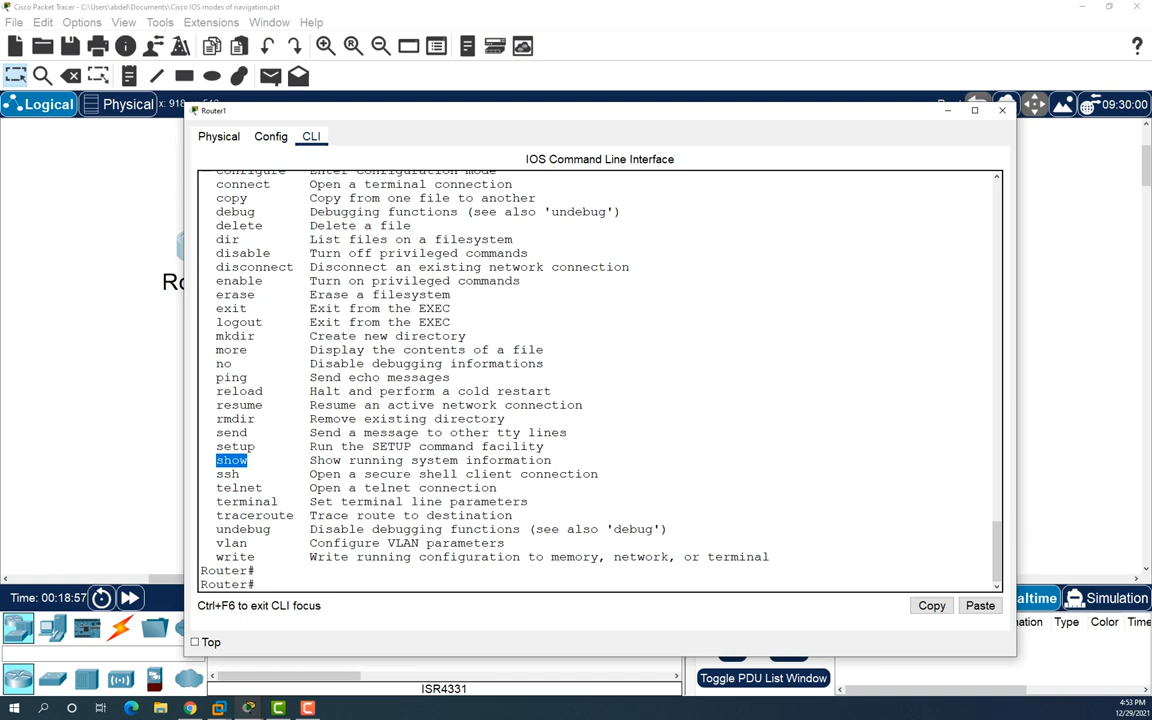 Cisco Packet Tracer - C:\Users\abdel\Documents\Cisco IOS modes of navigation.pkt
File Edit Options View Tools Extensions Window Help
Logical Physical x: 918
09:30:00
Router1
Physical Config CLI
IOS Command Line Interface
configure Enter configuration mode
connect Open a terminal connection
copy Copy from one file to another
debug Debugging functions (see also 'undebug')
delete Delete a file
dir List files on a filesystem
disable Turn off privileged commands
disconnect Disconnect an existing network connection
enable Turn on privileged commands
erase Erase a filesystem
exit Exit from the EXEC
logout Exit from the EXEC
mkdir Create new directory
more Display the contents of a file
no Disable debugging informations
ping Send echo messages
reload Halt and perform a cold restart
resume Resume an active network connection
rmdir Remove existing directory
send Send a message to other tty lines
setup Run the SETUP command facility
show Show running system information
ssh Open a secure shell client connection
telnet Open a telnet connection
terminal Set terminal line parameters
traceroute Trace route to destination
undebug Disable debugging functions (see also 'debug')
vlan Configure VLAN parameters
write Write running configuration to memory, network, or terminal
Router#
Router#
Ctrl+F6 to exit CLI focus
Copy Paste
Top
Ro
Time: 00:18:57
altime Simulation
nation Type Color Time
Toggle PDU List Window
ISR4331
4:53 PM
12/29/2021